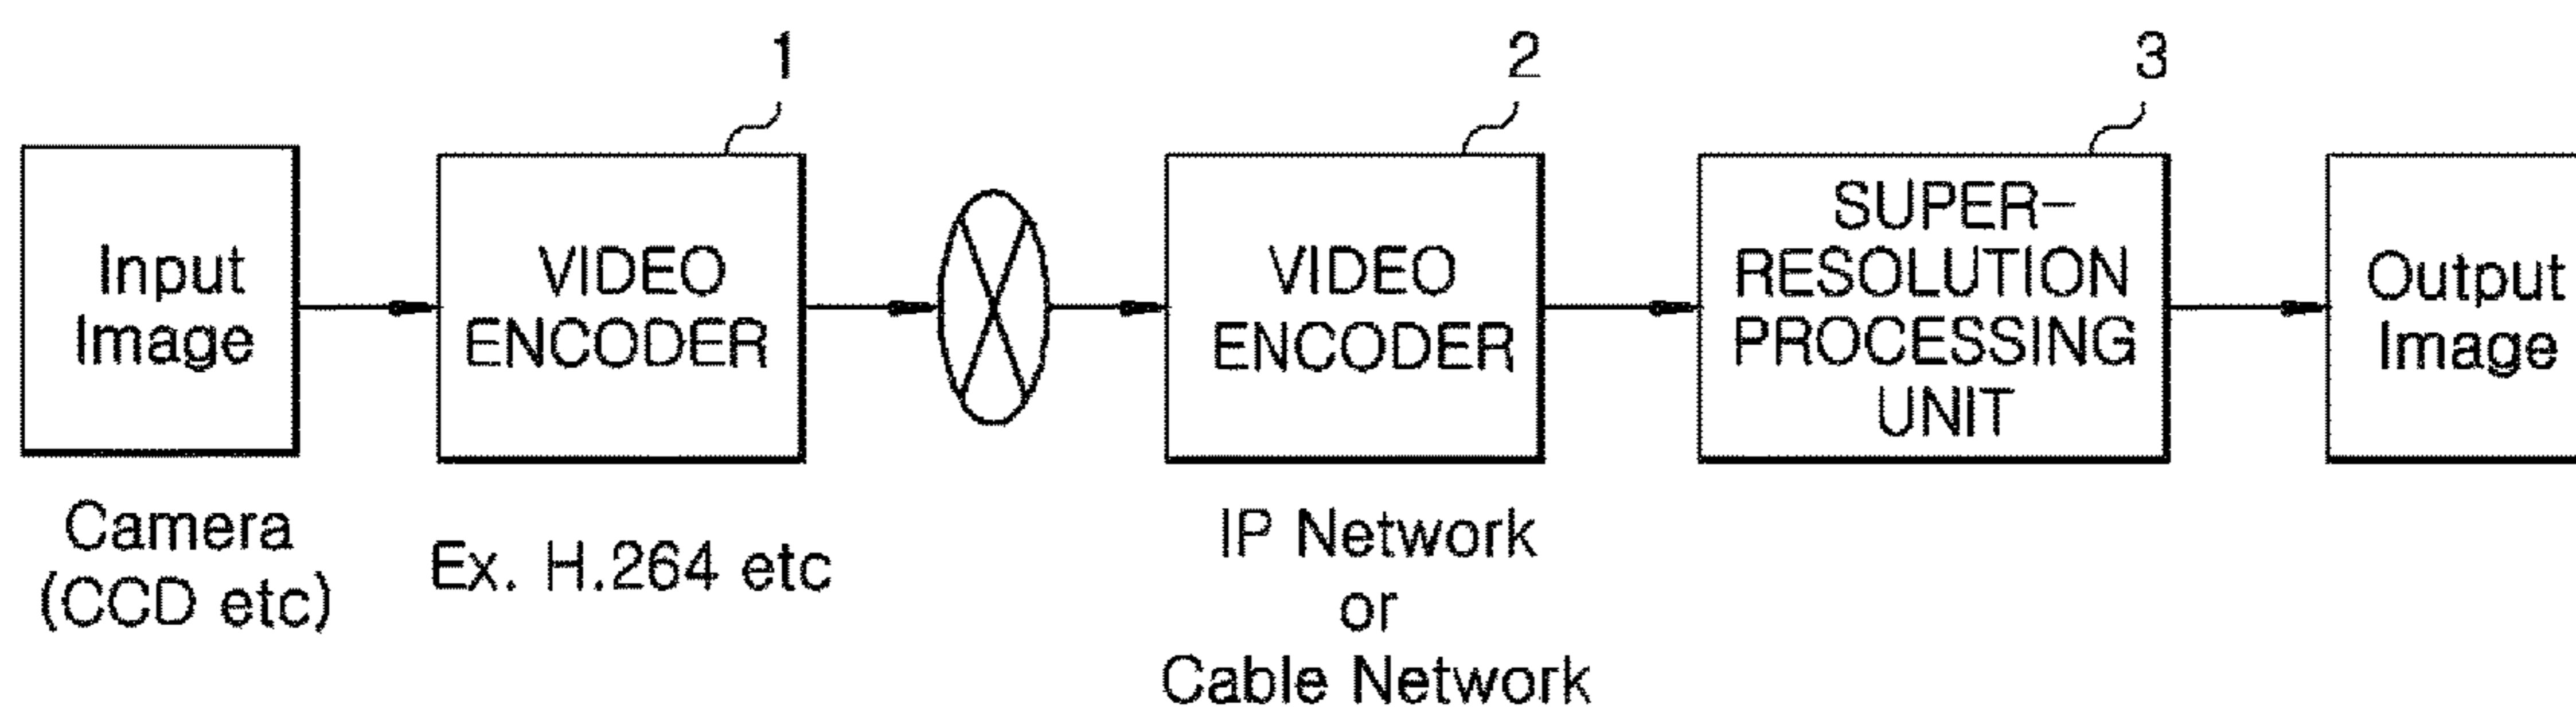 1
2
3
Input
Image
VIDEO
ENCODER
VIDEO
ENCODER
SUPER-
RESOLUTION
PROCESSING
UNIT
Output
Image
Camera
(CCD etc)
Ex. H.264 etc
IP Network
or
Cable Network